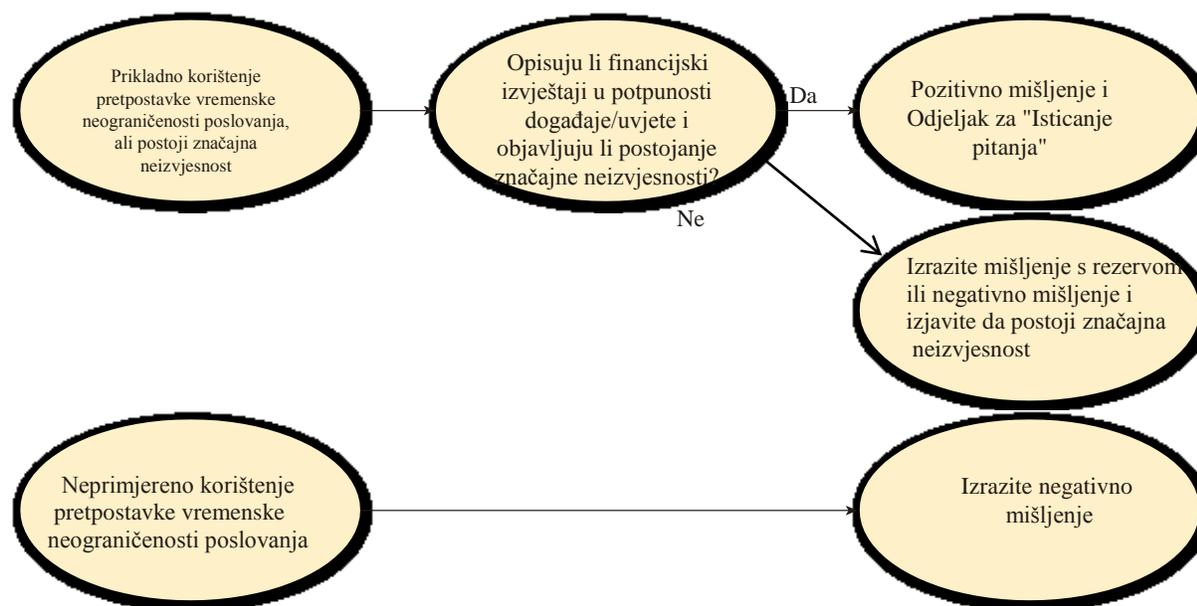 Prikladno korištenje
pretpostavke vremenske
neograničenosti poslovanja,
ali postoji značajna
neizvjesnost
Opisuju li financijski
izvještaji u potpunosti
događaje/uvjete i
objavljuju li postojanje
značajne neizvjesnosti?
Da
Ne
Pozitivno mišljenje i
Odjeljak za "Isticanje
pitanja"
Izrazite mišljenje s rezervom
ili negativno mišljenje i
izjavite da postoji značajna
neizvjesnost
Neprimjereno korištenje
pretpostavke vremenske
neograničenosti poslovanja
Izrazite negativno
mišljenje